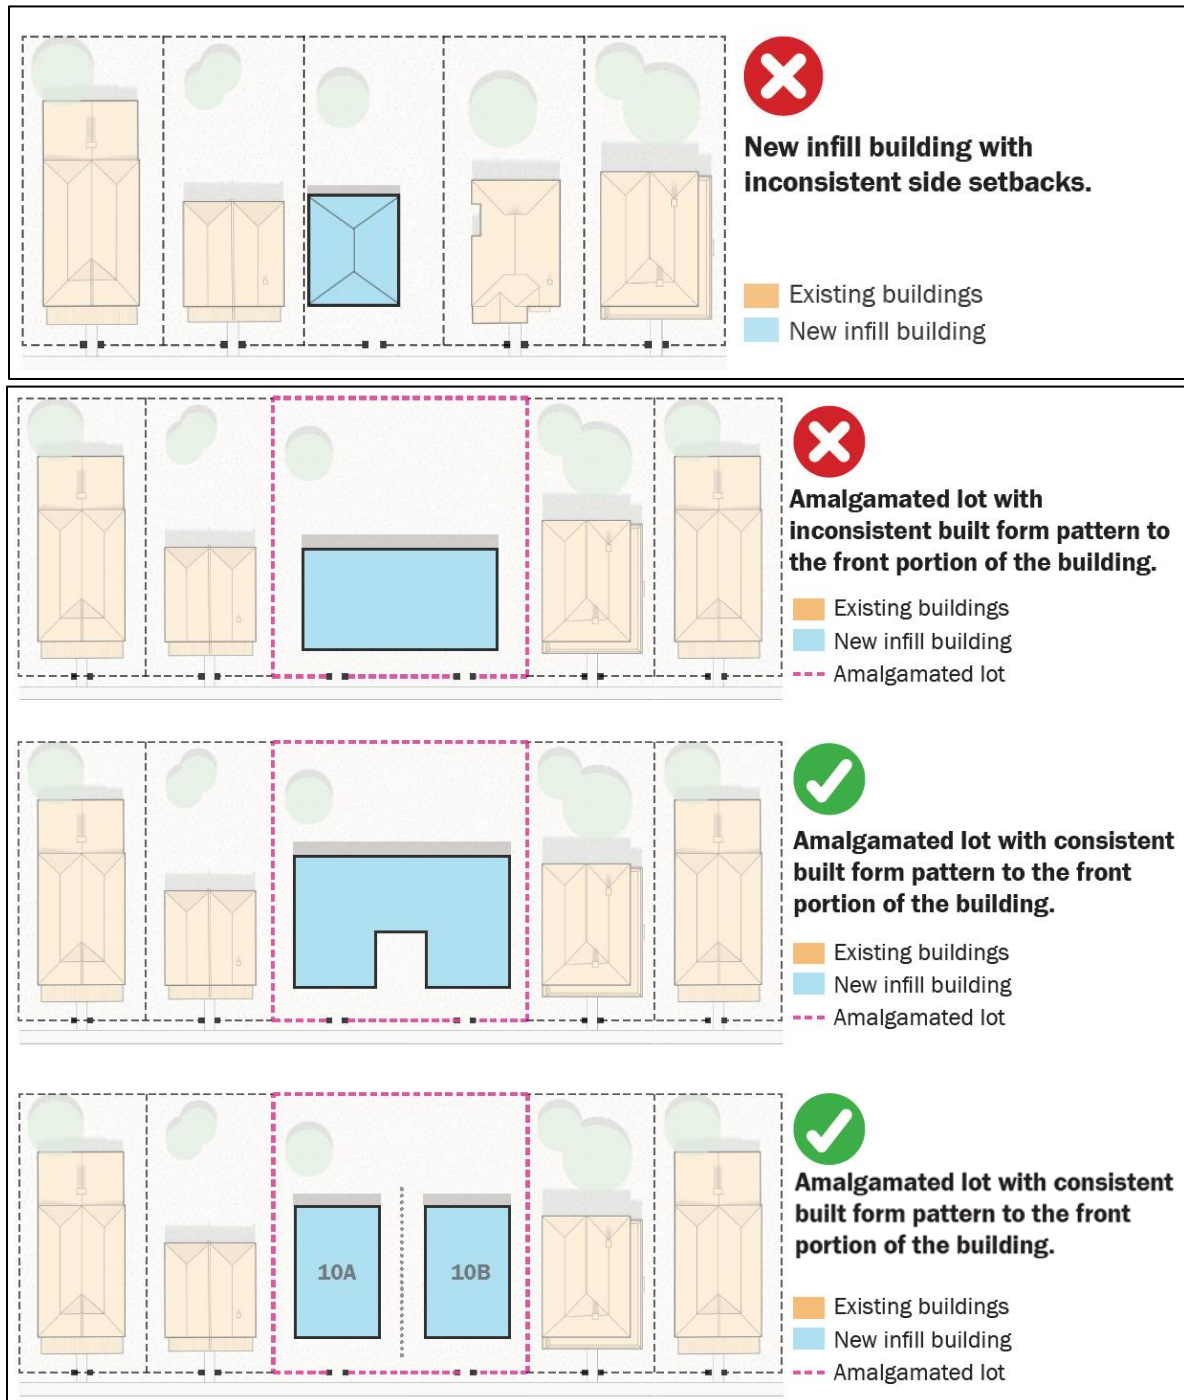 New infill building with
inconsistent side setbacks.
Existing buildings
New infill building
Amalgamated lot with
inconsistent built form pattern to
the front portion of the building.
Existing buildings
New infill building
Amalgamated lot
Amalgamated lot with consistent
built form pattern to the front
portion of the building.
Existing buildings
New infill building
Amalgamated lot
10A
10B
Amalgamated lot with consistent
built form pattern to the front
portion of the building.
Existing buildings
New infill building
Amalgamated lot